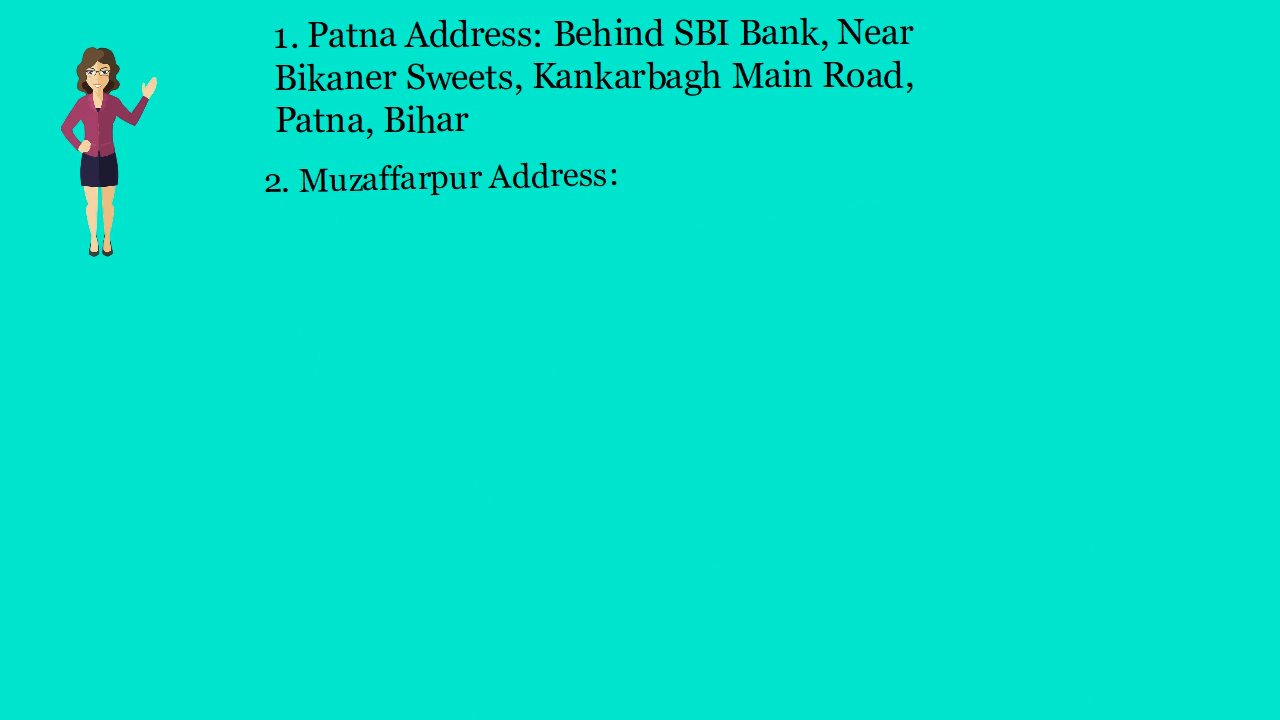 1. Patna Address: Behind SBI Bank, Near
Bikaner Sweets, Kankarbagh Main Road,
Patna, Bihar
2. Muzaffarpur Address: